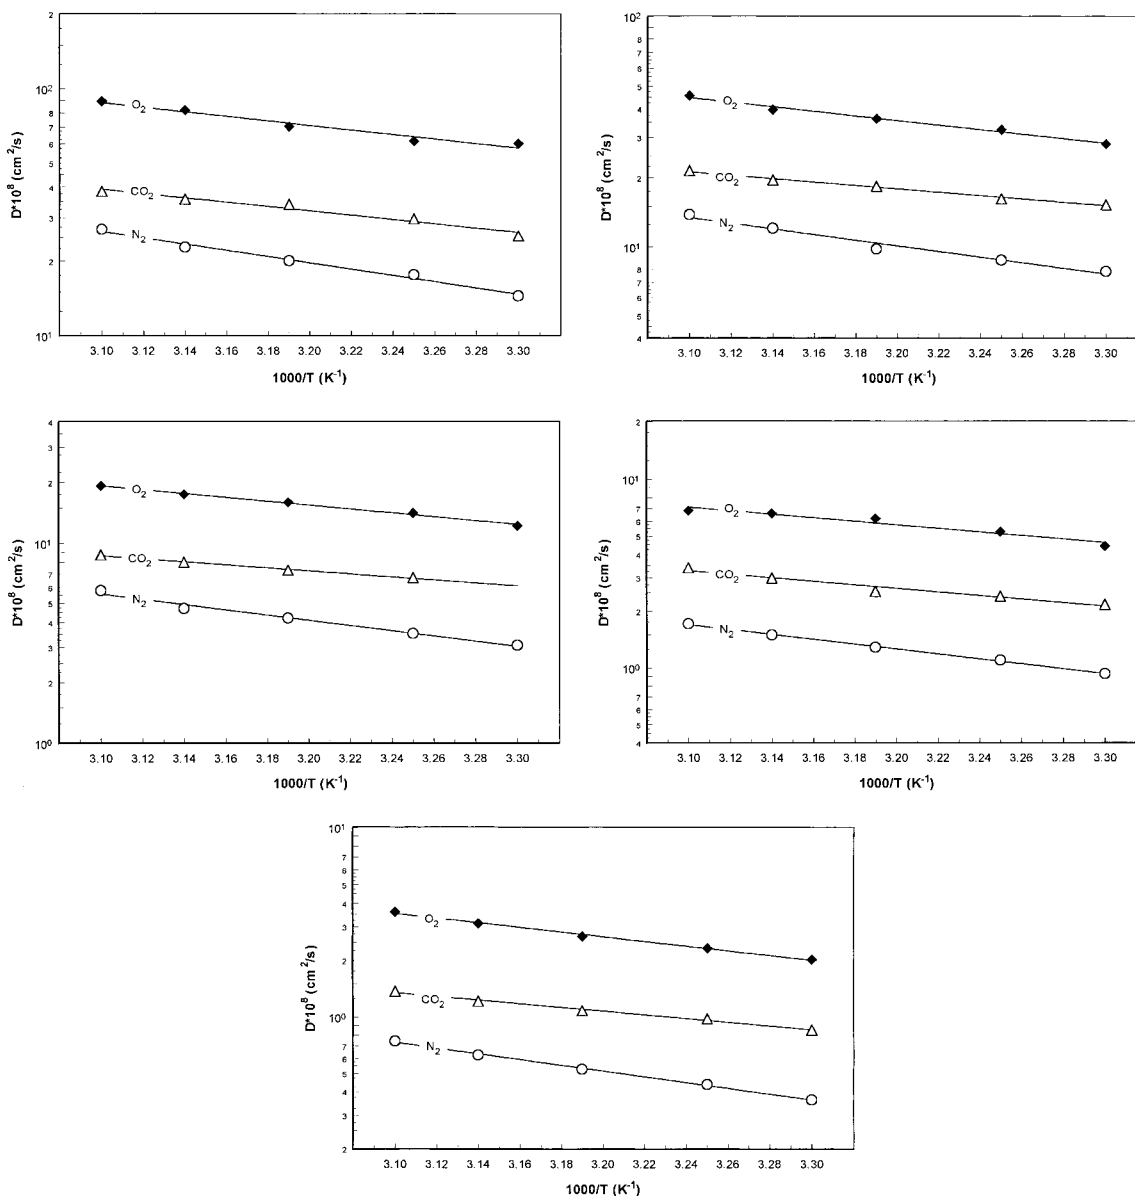 2
10²
8
7
6
5
4
3
2
10¹
D*10⁸ (cm²/s)
O₂
CO₂
N₂
3.10 3.12 3.14 3.16 3.18 3.20 3.22 3.24 3.26 3.28 3.30
1000/T (K⁻¹)
10²
8
7
6
5
4
3
2
10¹
8
7
6
5
4
D*10⁸ (cm²/s)
O₂
CO₂
N₂
3.10 3.12 3.14 3.16 3.18 3.20 3.22 3.24 3.26 3.28 3.30
1000/T (K⁻¹)
4
3
2
10¹
7
5
4
3
2
10⁰
D*10⁸ (cm²/s)
O₂
CO₂
N₂
3.10 3.12 3.14 3.16 3.18 3.20 3.22 3.24 3.26 3.28 3.30
1000/T (K⁻¹)
2
10¹
7
5
4
3
2
10⁰
7
5
4
D*10⁸ (cm²/s)
O₂
CO₂
N₂
3.10 3.12 3.14 3.16 3.18 3.20 3.22 3.24 3.26 3.28 3.30
1000/T (K⁻¹)
10¹
7
5
4
3
2
10⁰
7
6
5
4
3
2
D*10⁸ (cm²/s)
O₂
CO₂
N₂
3.10 3.12 3.14 3.16 3.18 3.20 3.22 3.24 3.26 3.28 3.30
1000/T (K⁻¹)